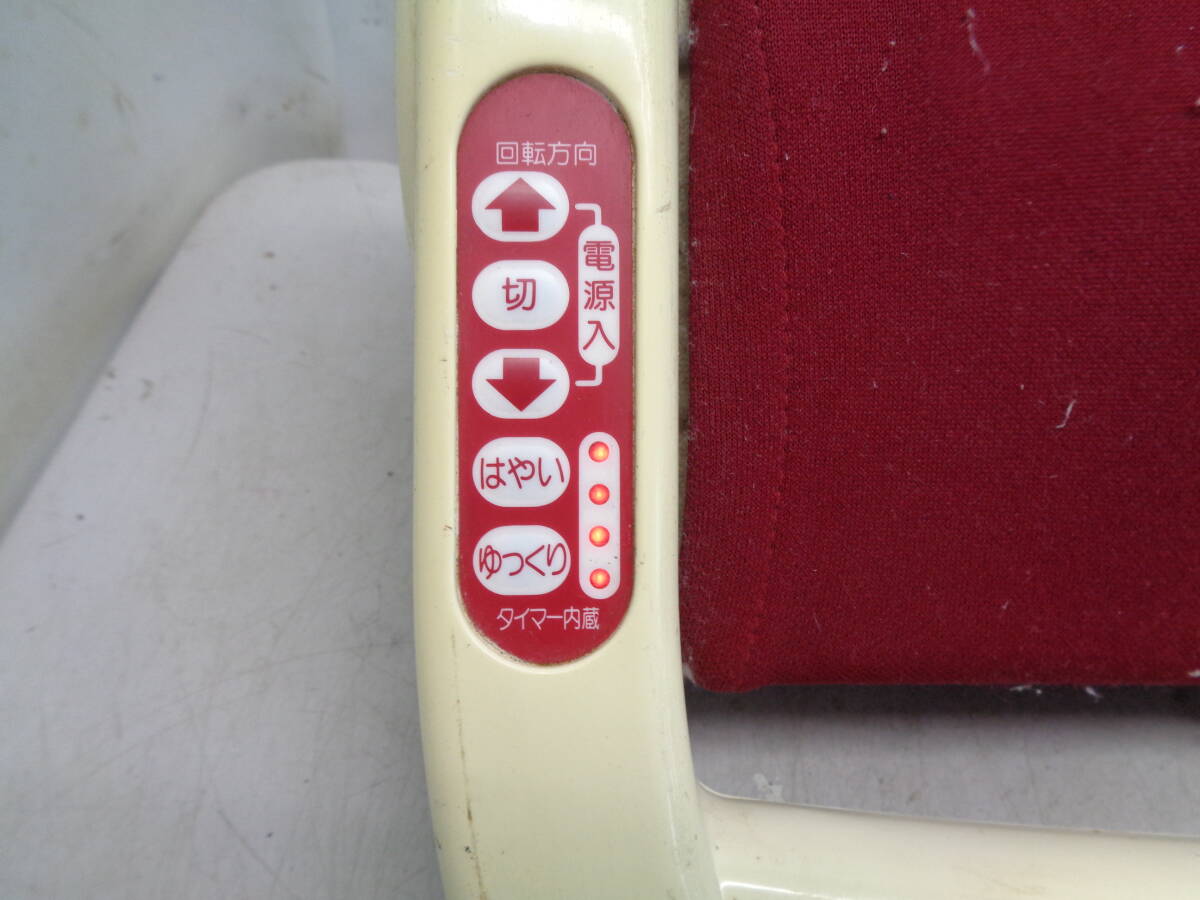 回転方向
切
電源入
はやい
ゆっくり
タイマー内蔵